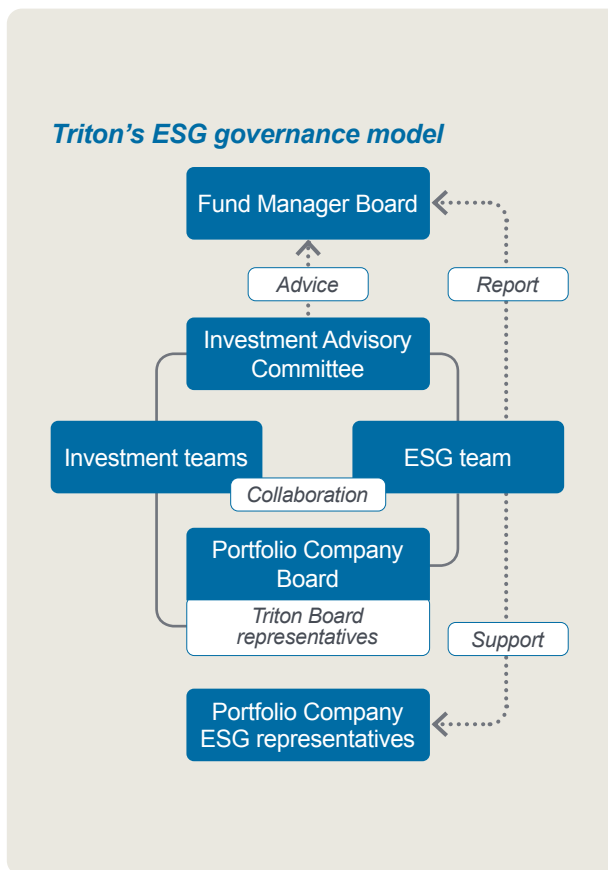 Triton's ESG governance model
Fund Manager Board
Advice
Report
Investment Advisory
Committee
Investment teams
ESG team
Collaboration
Portfolio Company
Board
Triton Board
representatives
Support
Portfolio Company
ESG representatives